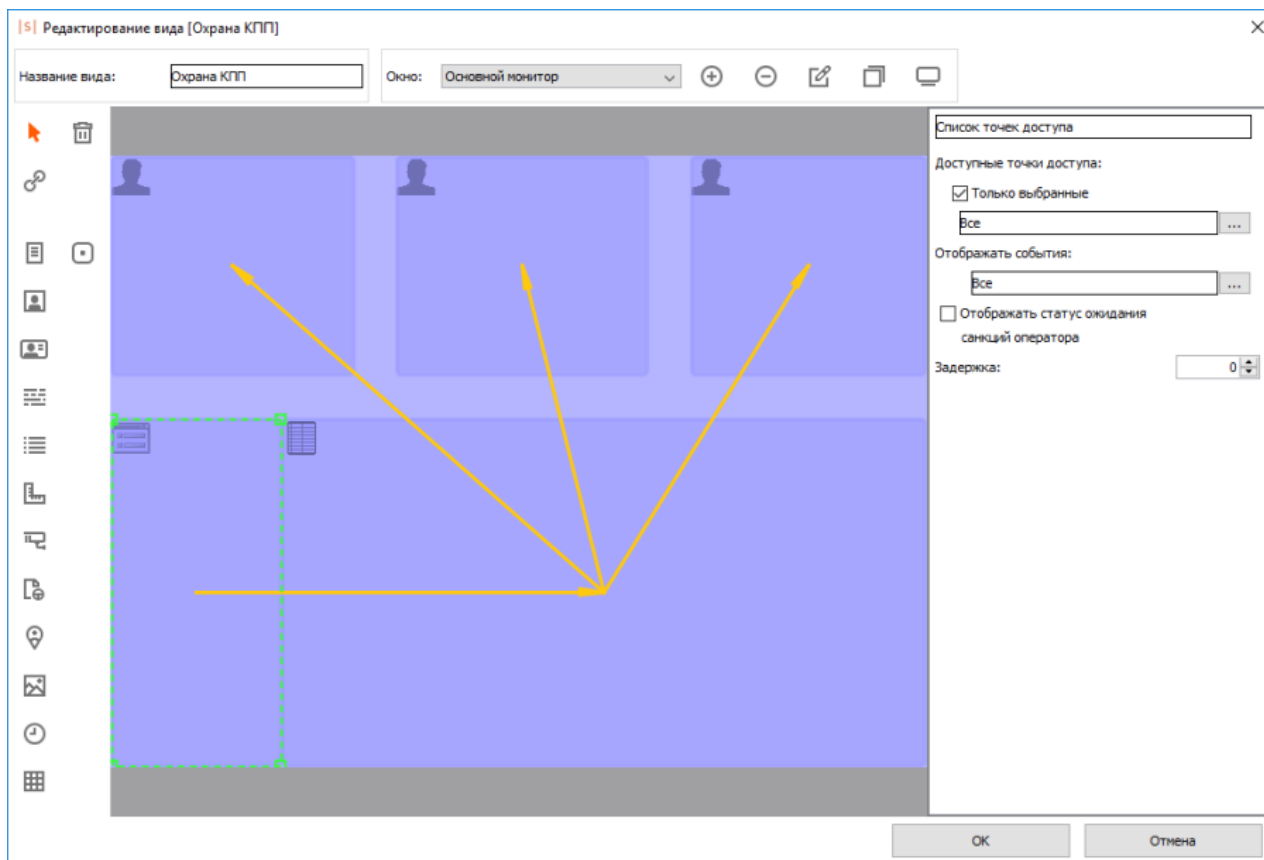 |S| Редактирование вида [Охрана КПП]
Название вида: Охрана КПП Окно: Основной монитор
Список точек доступа
Доступные точки доступа:
Только выбранные
Все ...
Отображать события:
Все ...
Отображать статус ожидания
санкций оператора
Задержка: 0
OK Отмена